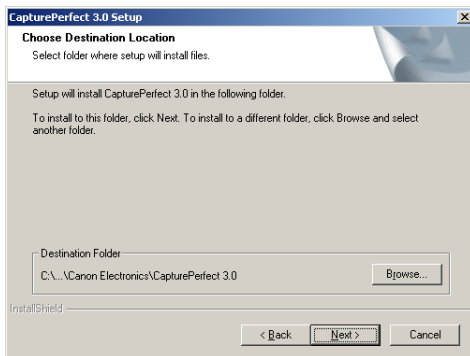 CapturePerfect 3.0 Setup
Choose Destination Location
Select folder where setup will install files.
Setup will install CapturePerfect 3.0 in the following folder.
To install to this folder, click Next. To install to a different folder, click Browse and select
another folder.
Destination Folder
C:\...\Canon Electronics\CapturePerfect 3.0
Browse...
InstallShield
< Back
Next >
Cancel